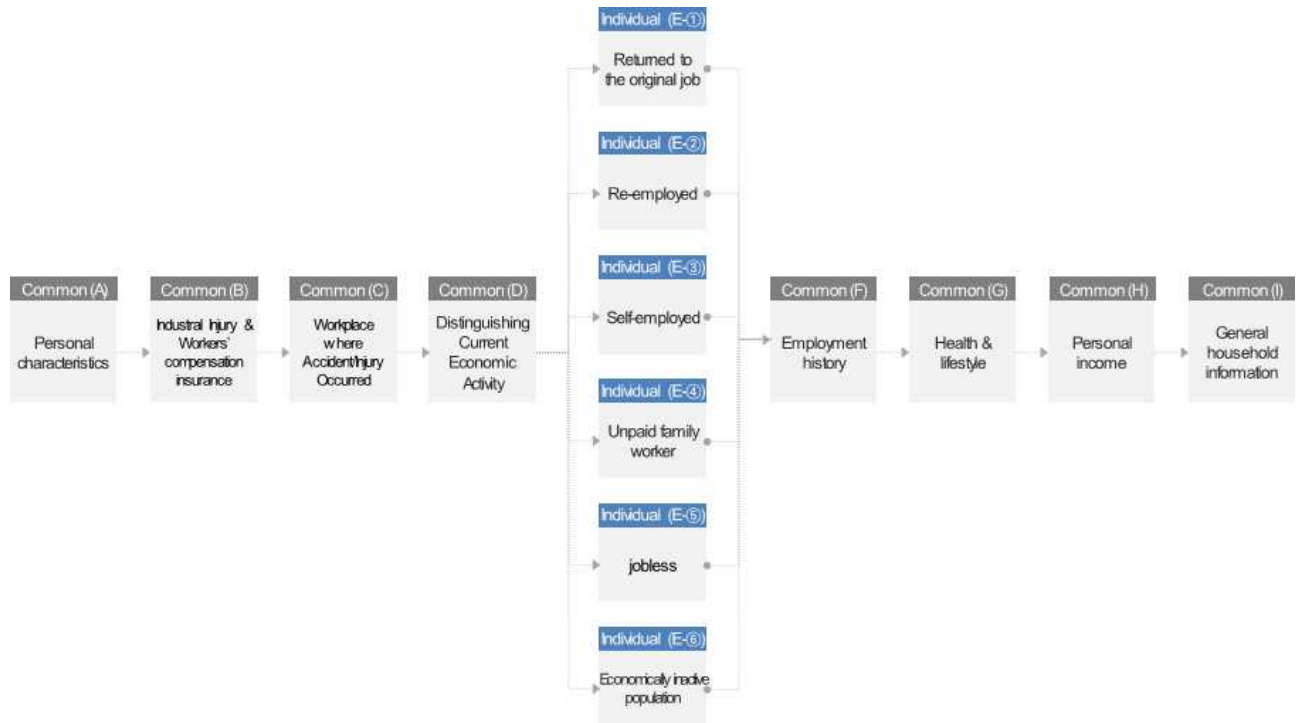 Individual (E-①)
Returned to
the original job
Individual (E-②)
Re-employed
Individual (E-③)
Self-employed
Individual (E-④)
Unpaid family
worker
Individual (E-⑤)
jobless
Individual (E-⑥)
Economically inactive
population
Common (A)
Personal
characteristics
Common (B)
Industrial Injury &
Workers'
compensation
insurance
Common (C)
Workplace
where
Accident/Injury
Occurred
Common (D)
Distinguishing
Current
Economic
Activity
Common (F)
Employment
history
Common (G)
Health &
lifestyle
Common (H)
Personal
income
Common (I)
General
household
information